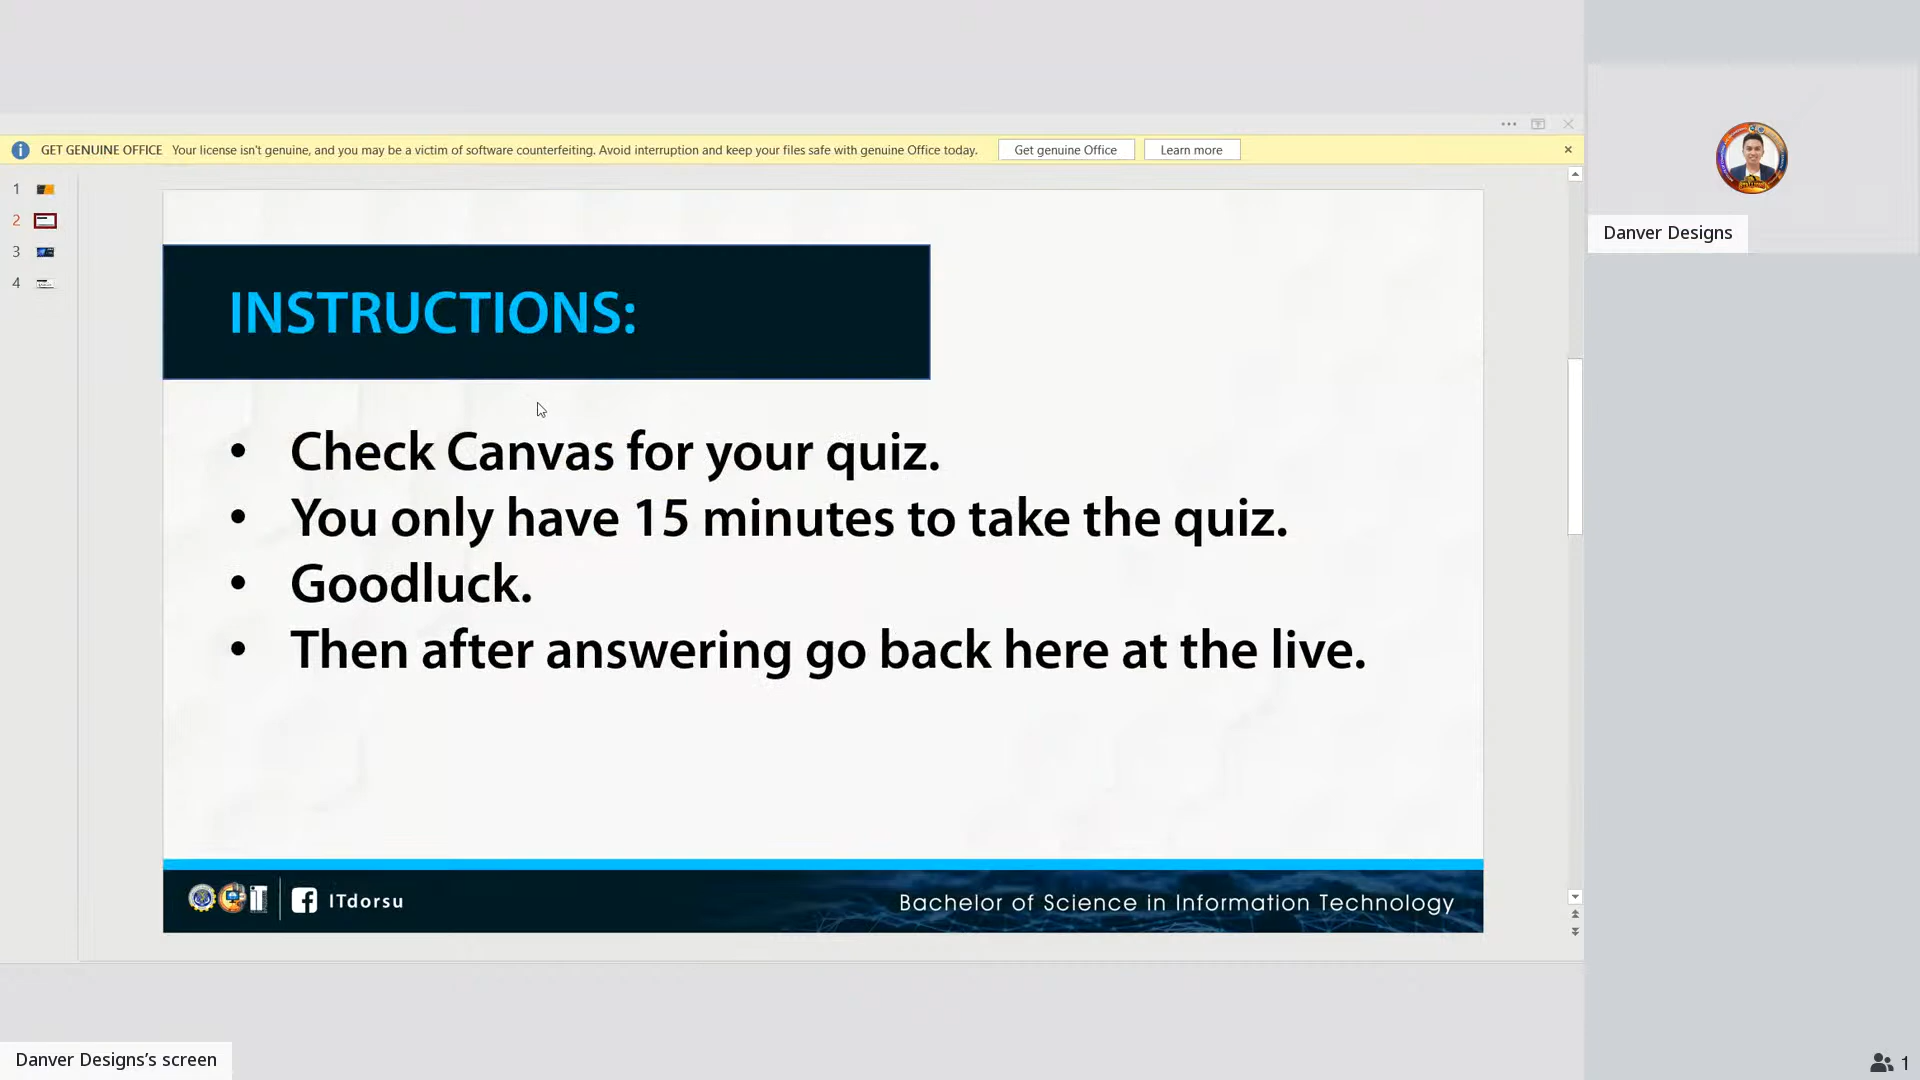 GET GENUINE OFFICE Your license isn't genuine, and you may be a victim of software counterfeiting. Avoid interruption and keep your files safe with genuine Office today. Get genuine Office Learn more
1
2
3
4
INSTRUCTIONS:
• Check Canvas for your quiz.
• You only have 15 minutes to take the quiz.
• Goodluck.
• Then after answering go back here at the live.
ITdorsu
Bachelor of Science in Information Technology
Danver Designs
Danver Designs's screen
1